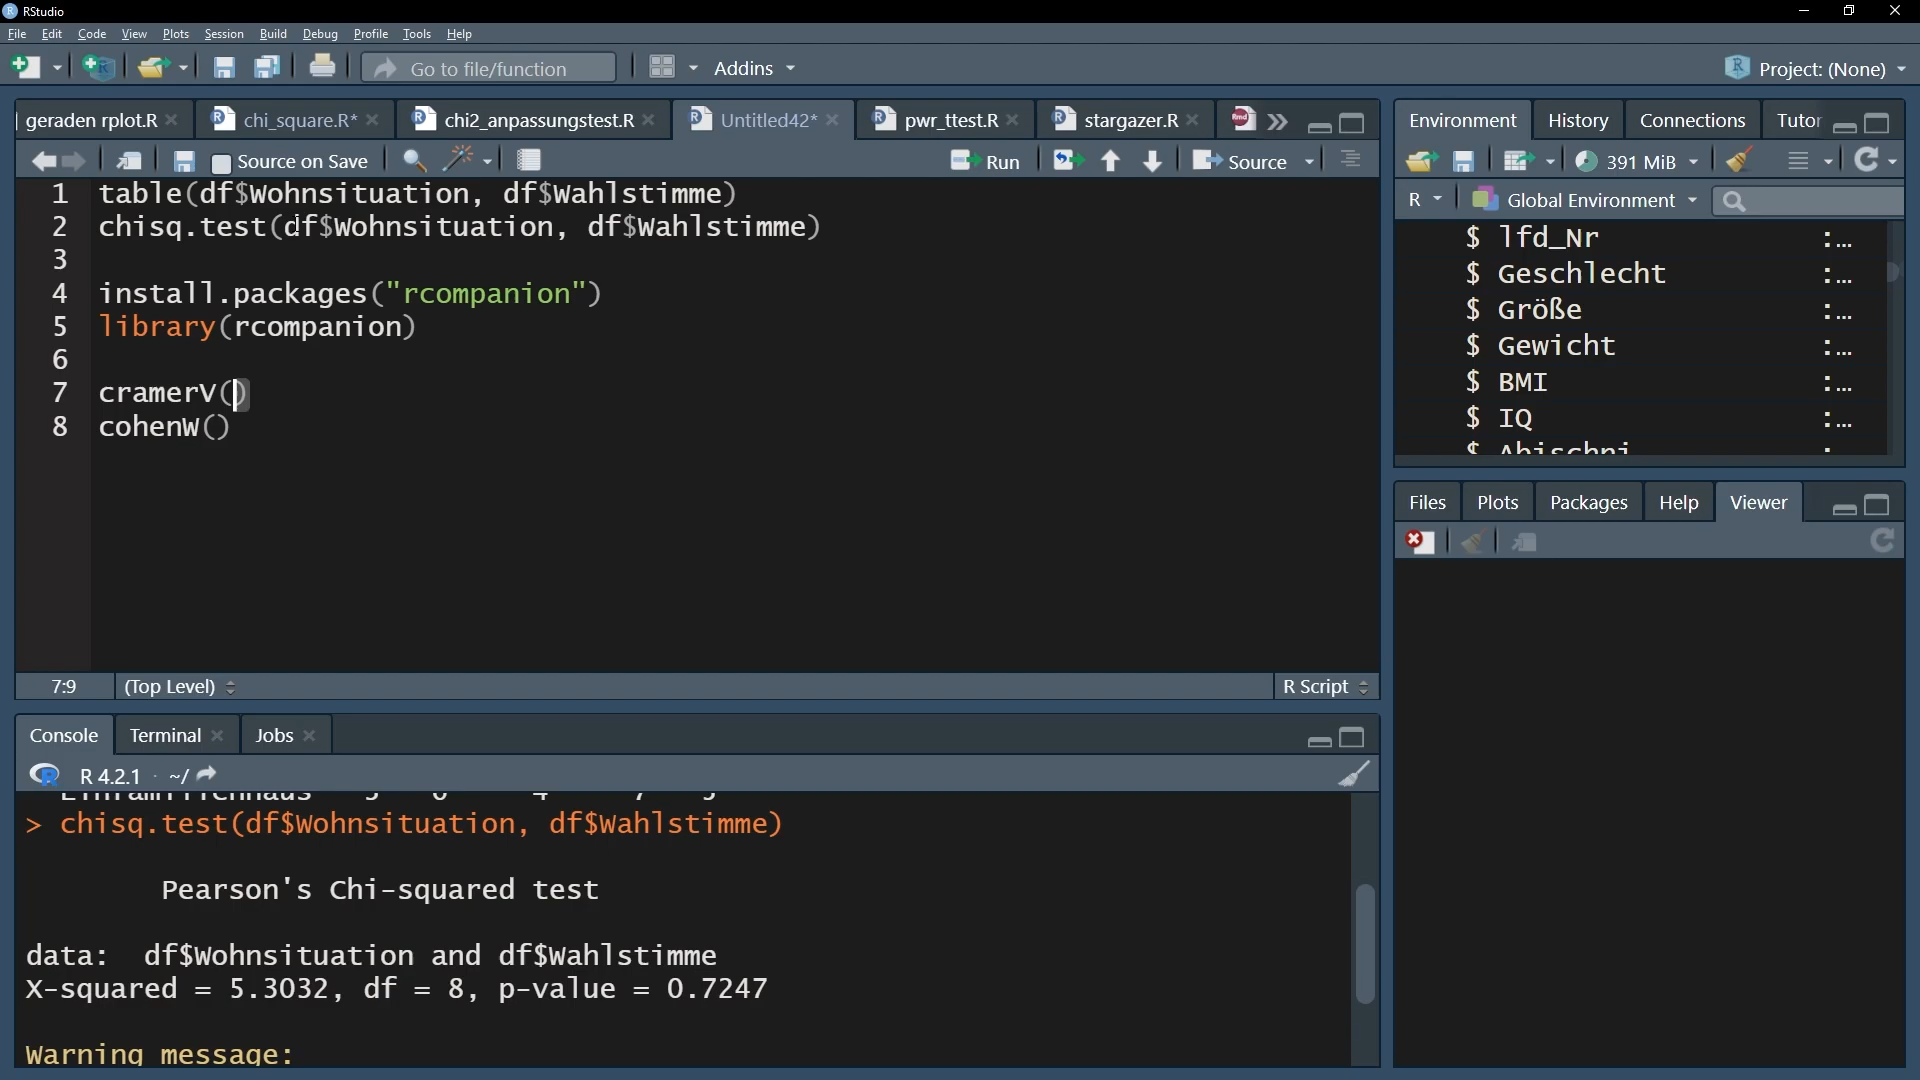 RStudio
File Edit Code View Plots Session Build Debug Profile Tools Help
Go to file/function Addins Project: (None)
geraden rplot.R chi_square.R* chi2_anpassungstest.R Untitled42* pwr_ttest.R stargazer.R
Source on Save Run Source
1 table(df$Wohnsituation, df$Wahlstimme)
2 chisq.test(df$Wohnsituation, df$Wahlstimme)
3
4 install.packages("rcompanion")
5 library(rcompanion)
6
7 cramerV()
8 cohenW()
7:9 (Top Level) R Script
Console Terminal Jobs
R 4.2.1 · ~/
> chisq.test(df$Wohnsituation, df$Wahlstimme)
Pearson's Chi-squared test
data: df$Wohnsituation and df$Wahlstimme
X-squared = 5.3032, df = 8, p-value = 0.7247
Warning message:
Environment History Connections Tutor
391 MiB
R Global Environment
$ lfd_Nr :…
$ Geschlecht :…
$ Größe :…
$ Gewicht :…
$ BMI :…
$ IQ :…
Files Plots Packages Help Viewer